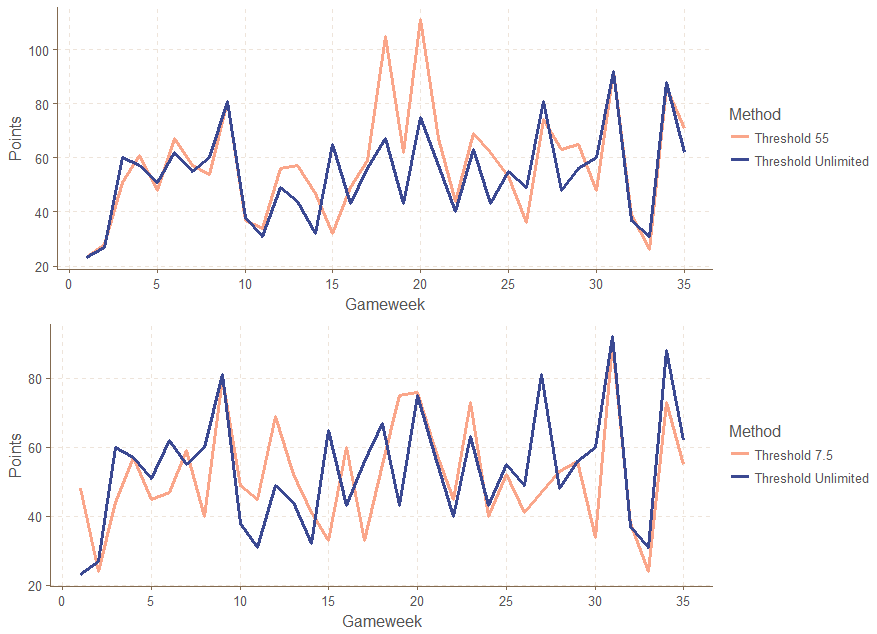 100
80
60
40
20
Points
0 5 10 15 20 25 30 35
Gameweek
Method
Threshold 55
Threshold Unlimited
80
60
40
20
Points
0 5 10 15 20 25 30 35
Gameweek
Method
Threshold 7.5
Threshold Unlimited